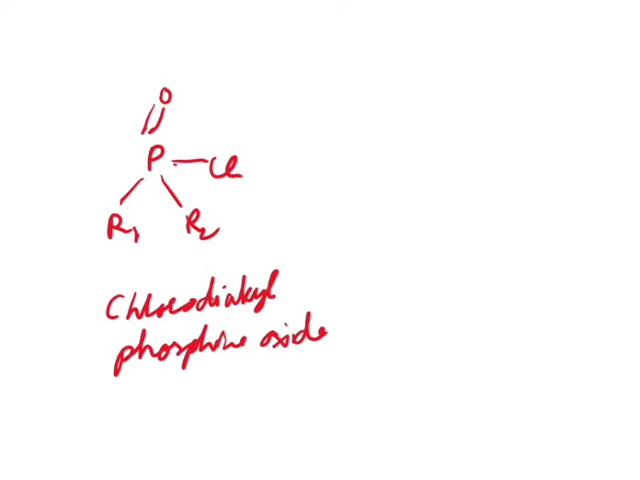 O
P Cl
R1 R2
Chlorodialkyl
phosphine oxide